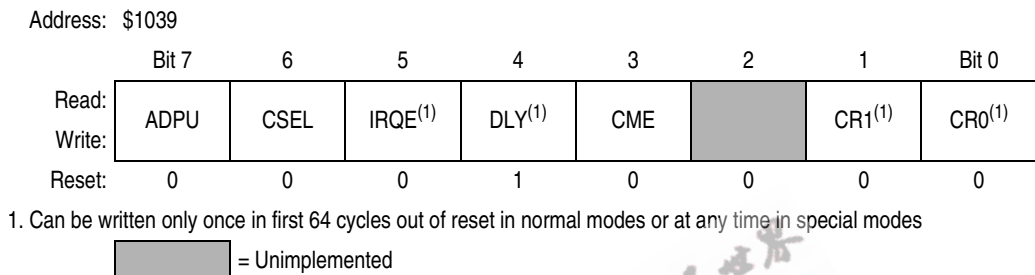 Address: $1039
Bit 7 6 5 4 3 2 1 Bit 0
Read:
ADPU CSEL IRQE(1) DLY(1) CME CR1(1) CR0(1)
Write:
Reset: 0 0 0 1 0 0 0 0
1. Can be written only once in first 64 cycles out of reset in normal modes or at any time in special modes
= Unimplemented